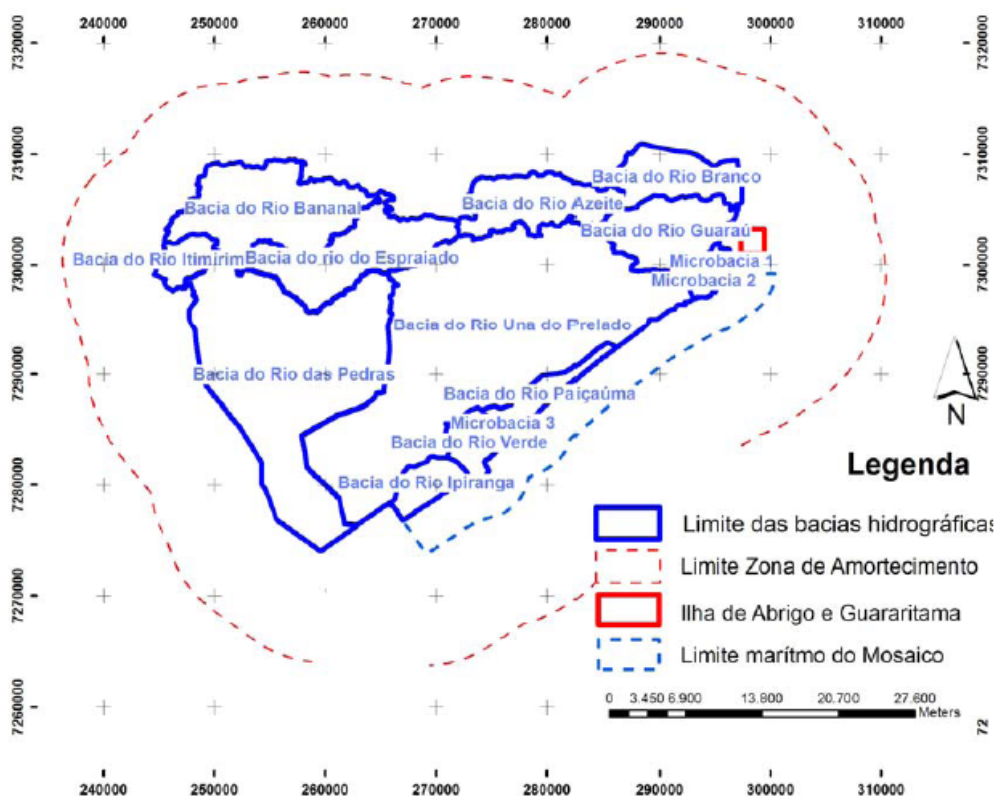 240000 250000 260000 270000 280000 290000 300000 310000
7320000 7320000
7310000 7310000
Bacia do Rio Branco
Bacia do Rio Bananal
Bacia do Rio Azeite
Bacia do Rio Guaraú
Bacia do Rio Itimirim
Bacia do rio do Espraiado
Microbacia 1
7300000 7300000
Microbacia 2
Bacia do Rio Una do Prelado
Bacia do Rio das Pedras
7290000 7290000
Bacia do Rio Paiçaúma
N
Microbacia 3
Bacia do Rio Verde
Legenda
Bacia do Rio Ipiranga
7280000
Limite das bacias hidrográficas
Limite Zona de Amortecimento
7270000
Ilha de Abrigo e Guararitama
Limite marítmo do Mosaico
0 3.450 6.900 13.800 20.700 27.600
Meters
7260000 72
240000 250000 260000 270000 280000 290000 300000 310000